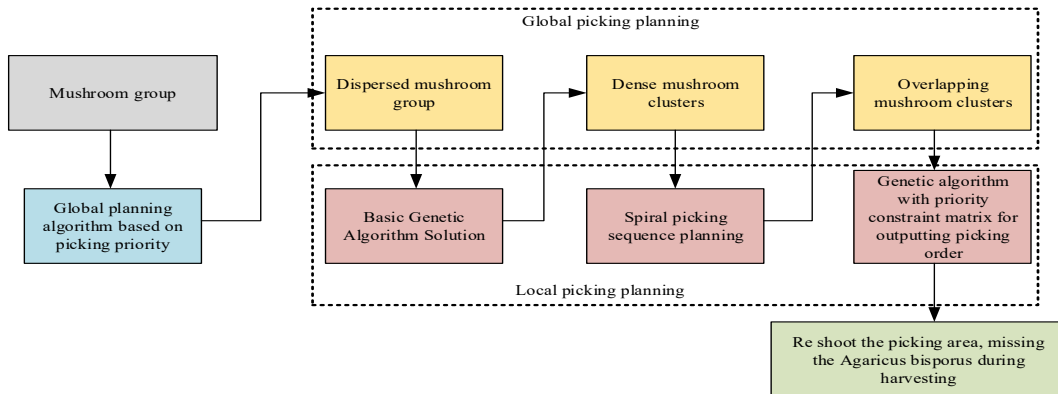 Global picking planning
Mushroom group
Dispersed mushroom
group
Dense mushroom
clusters
Overlapping
mushroom clusters
Global planning
algorithm based on
picking priority
Basic Genetic
Algorithm Solution
Spiral picking
sequence planning
Genetic algorithm
with priority
constraint matrix for
outputting picking
order
Local picking planning
Re shoot the picking area, missing
the Agaricus bisporus during
harvesting